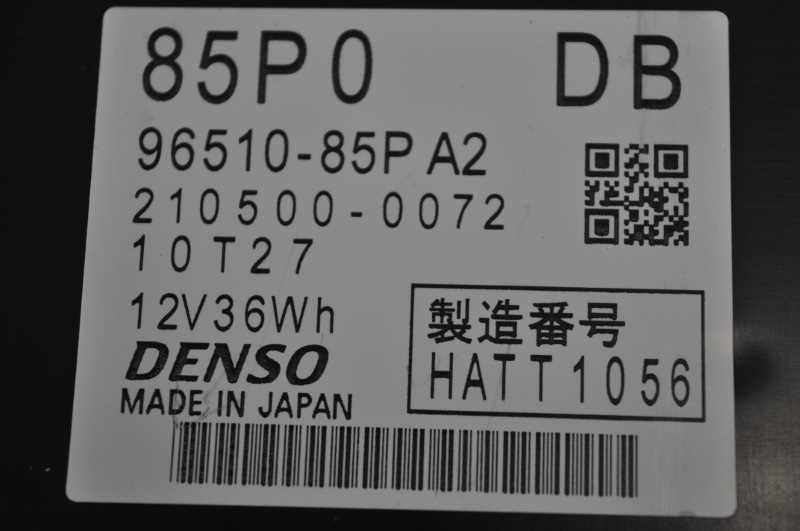 85P0 DB
96510-85P A2
210500-0072
10T27
12V36Wh
DENSO
MADE IN JAPAN
製造番号
HATT1056